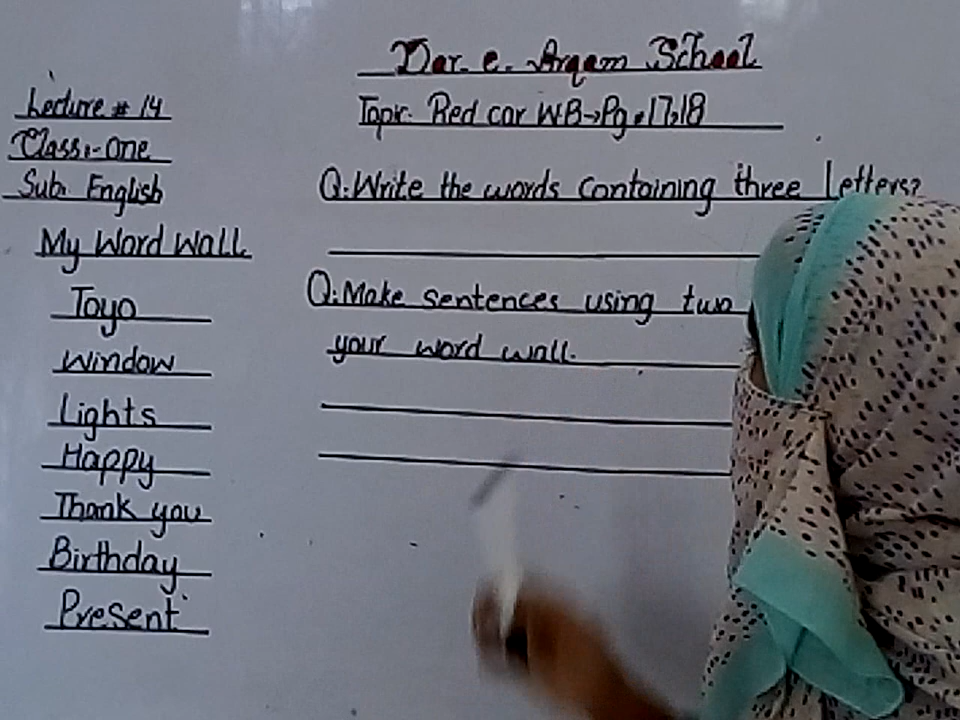 Dar. e. Arqam School
Topic. Red car W.B→Pg#17,18
Lecture # 14
Class:-One
Sub: English
My Word Wall
Toyo
Window
Lights
Happy
Thank you
Birthday
Present
Q:Write the words containing three letters?
Q:Make sentences using two
your word wall.